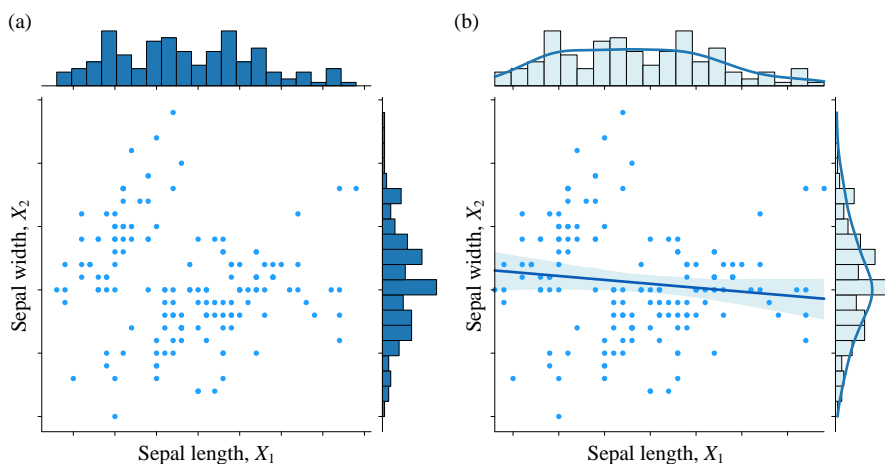 (a)
(b)
Sepal width, X₂
Sepal length, X₁
Sepal width, X₂
Sepal length, X₁